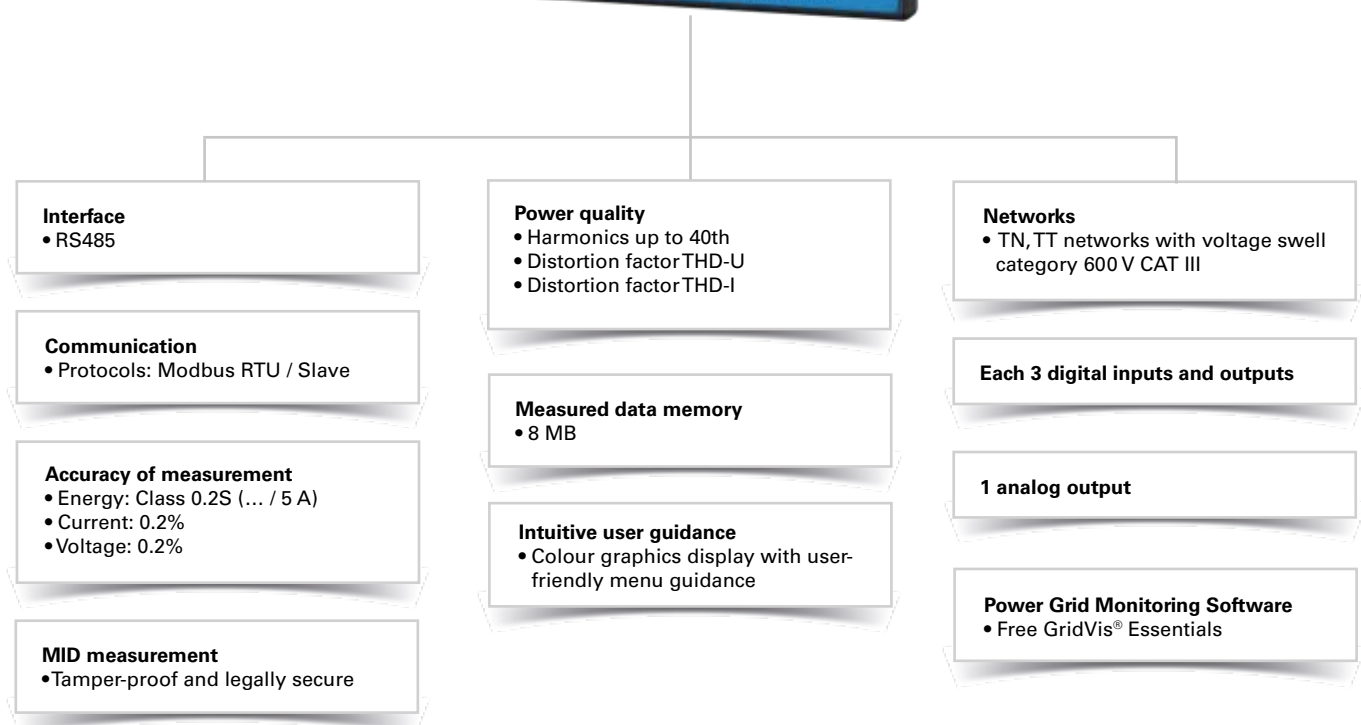 Interface
• RS485
Communication
• Protocols: Modbus RTU / Slave
Accuracy of measurement
• Energy: Class 0.2S (... / 5 A)
• Current: 0.2%
• Voltage: 0.2%
MID measurement
•Tamper-proof and legally secure
Power quality
• Harmonics up to 40th
• Distortion factor THD-U
• Distortion factor THD-I
Measured data memory
• 8 MB
Intuitive user guidance
• Colour graphics display with user-
friendly menu guidance
Networks
• TN, TT networks with voltage swell
category 600 V CAT III
Each 3 digital inputs and outputs
1 analog output
Power Grid Monitoring Software
• Free GridVis® Essentials